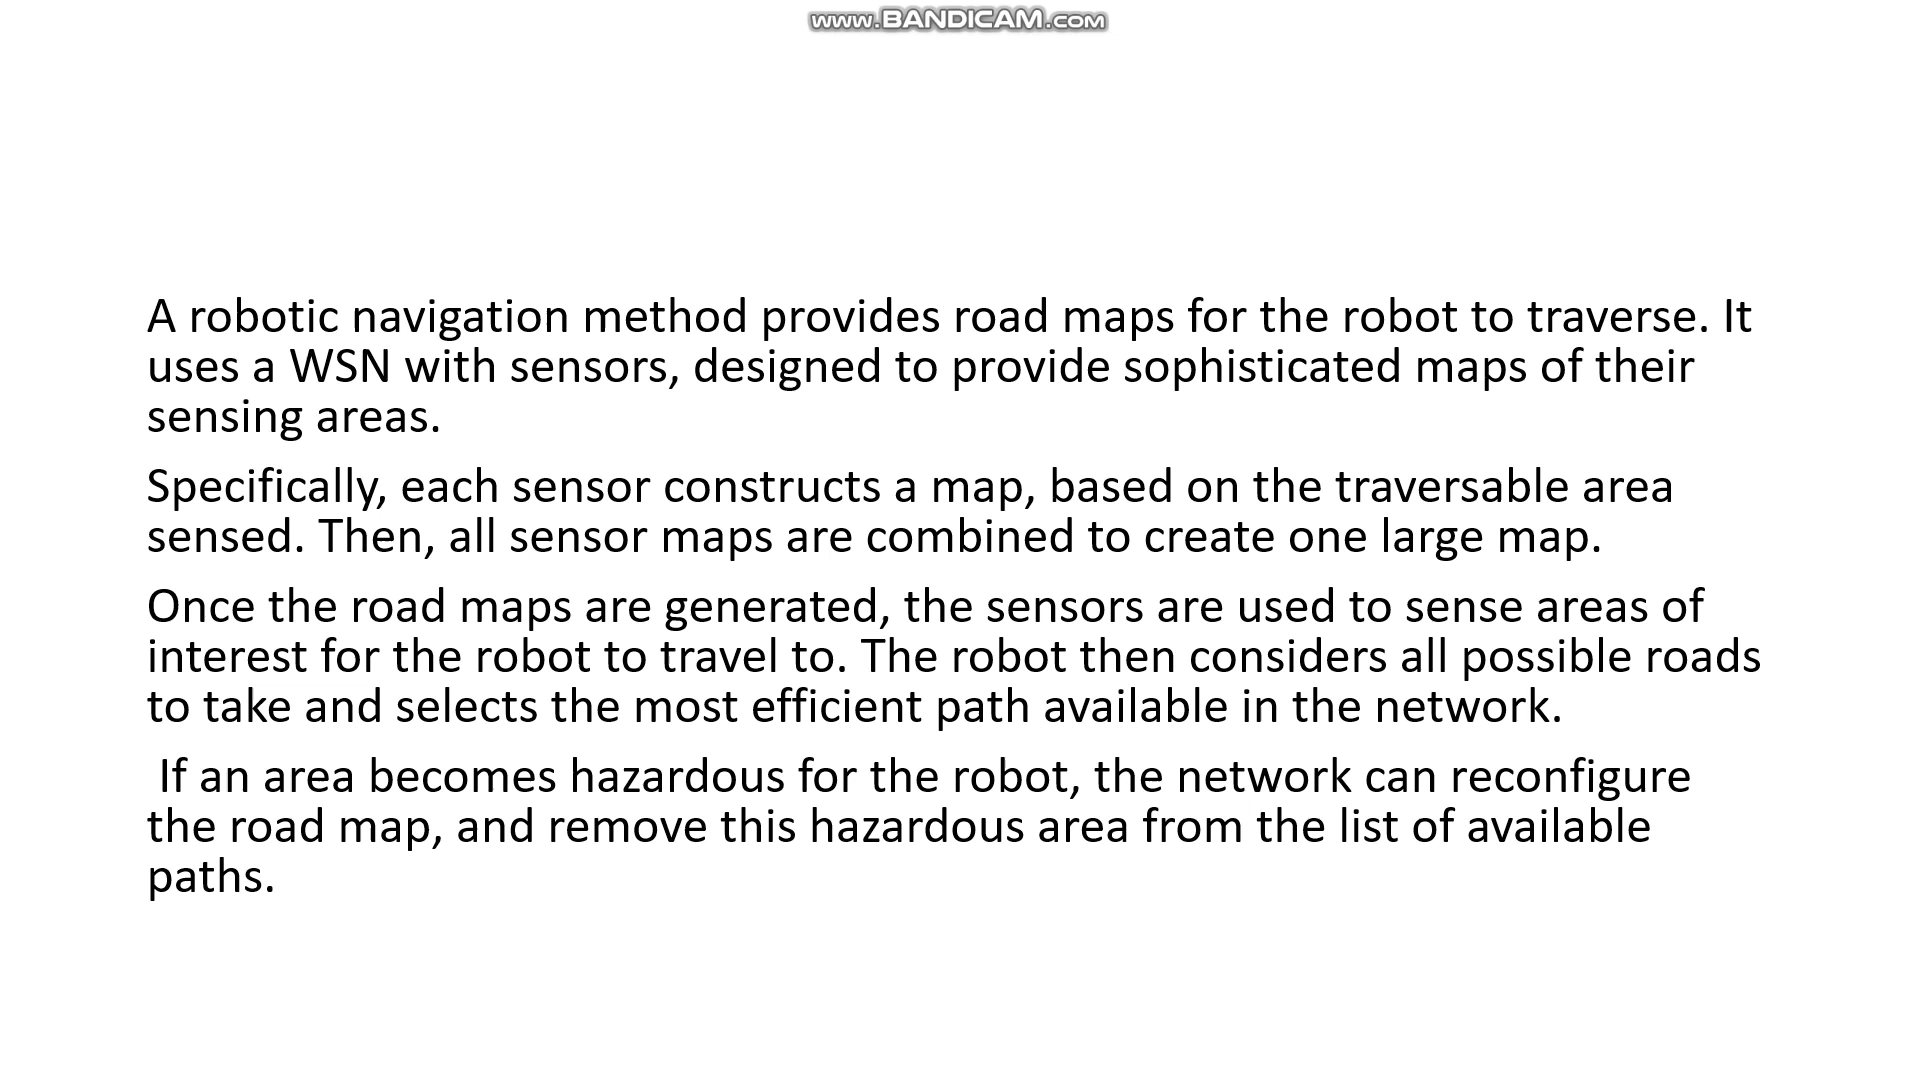 www.BANDICAM.com
A robotic navigation method provides road maps for the robot to traverse. It
uses a WSN with sensors, designed to provide sophisticated maps of their
sensing areas.
Specifically, each sensor constructs a map, based on the traversable area
sensed. Then, all sensor maps are combined to create one large map.
Once the road maps are generated, the sensors are used to sense areas of
interest for the robot to travel to. The robot then considers all possible roads
to take and selects the most efficient path available in the network.
If an area becomes hazardous for the robot, the network can reconfigure
the road map, and remove this hazardous area from the list of available
paths.